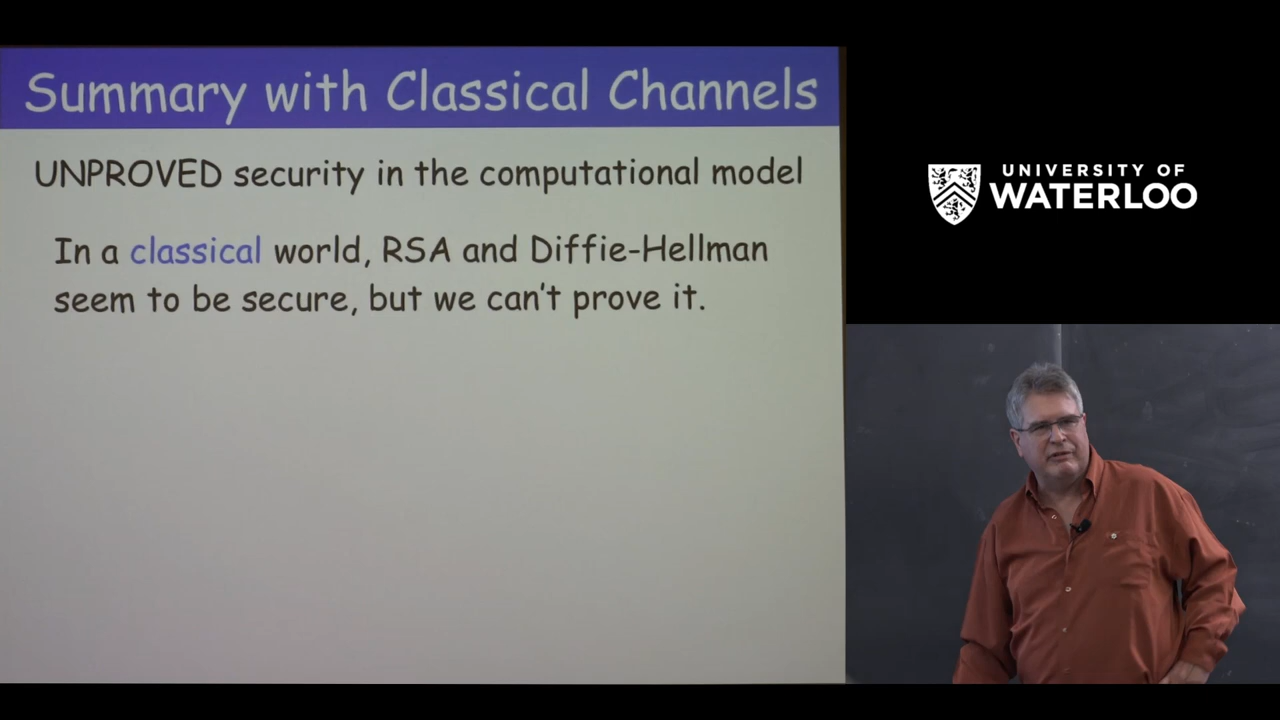 Summary with Classical Channels
UNPROVED security in the computational model
In a classical world, RSA and Diffie-Hellman
seem to be secure, but we can't prove it.
UNIVERSITY OF
WATERLOO